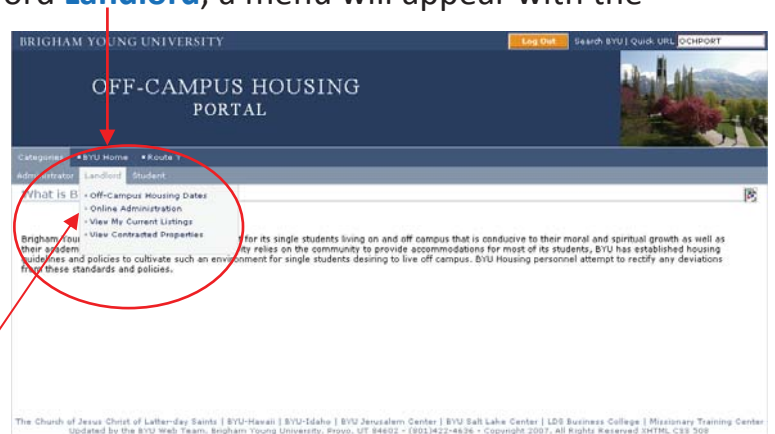 ord Landlord, a menu will appear with the
BRIGHAM YOUNG UNIVERSITY
Log Out Search BYU | Quick URL OCHPORT
OFF-CAMPUS HOUSING
PORTAL
Categories BYU Home Route Y
Administrator Landlord Student
What is B
Off-Campus Housing Dates
Online Administration
View My Current Listings
View Contracted Properties
Brigham You t for its single students living on and off campus that is conducive to their moral and spiritual growth as well as
their academ ity relies on the community to provide accommodations for most of its students, BYU has established housing
guidelines and policies to cultivate such an environment for single students desiring to live off campus. BYU Housing personnel attempt to rectify any deviations
from these standards and policies.
The Church of Jesus Christ of Latter-day Saints | BYU-Hawaii | BYU-Idaho | BYU Jerusalem Center | BYU Salt Lake Center | LDS Business College | Missionary Training Center
Updated by the BYU Web Team. Brigham Young University, Provo, UT 84602 - (801)422-4636 - Copyright 2007. All Rights Reserved XHTML CSS 508